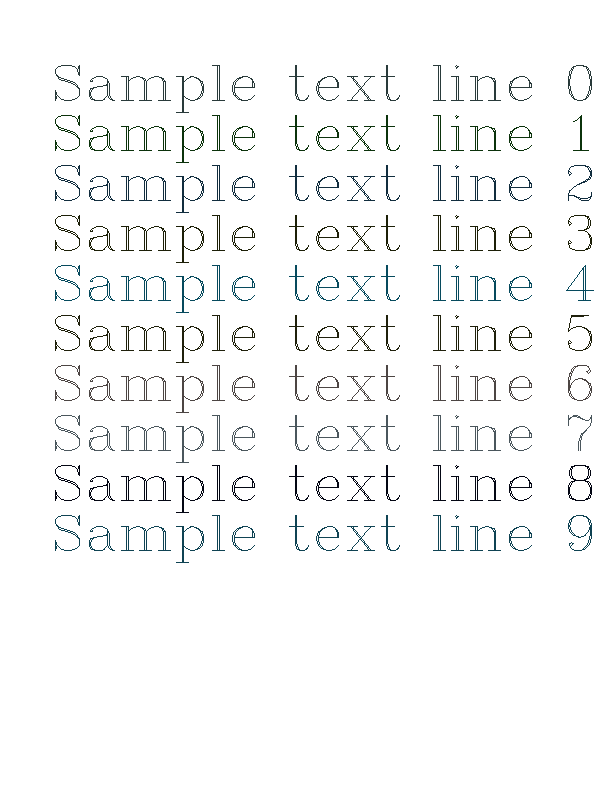 Sample text line 0
Sample text line 1
Sample text line 2
Sample text line 3
Sample text line 4
Sample text line 5
Sample text line 6
Sample text line 7
Sample text line 8
Sample text line 9